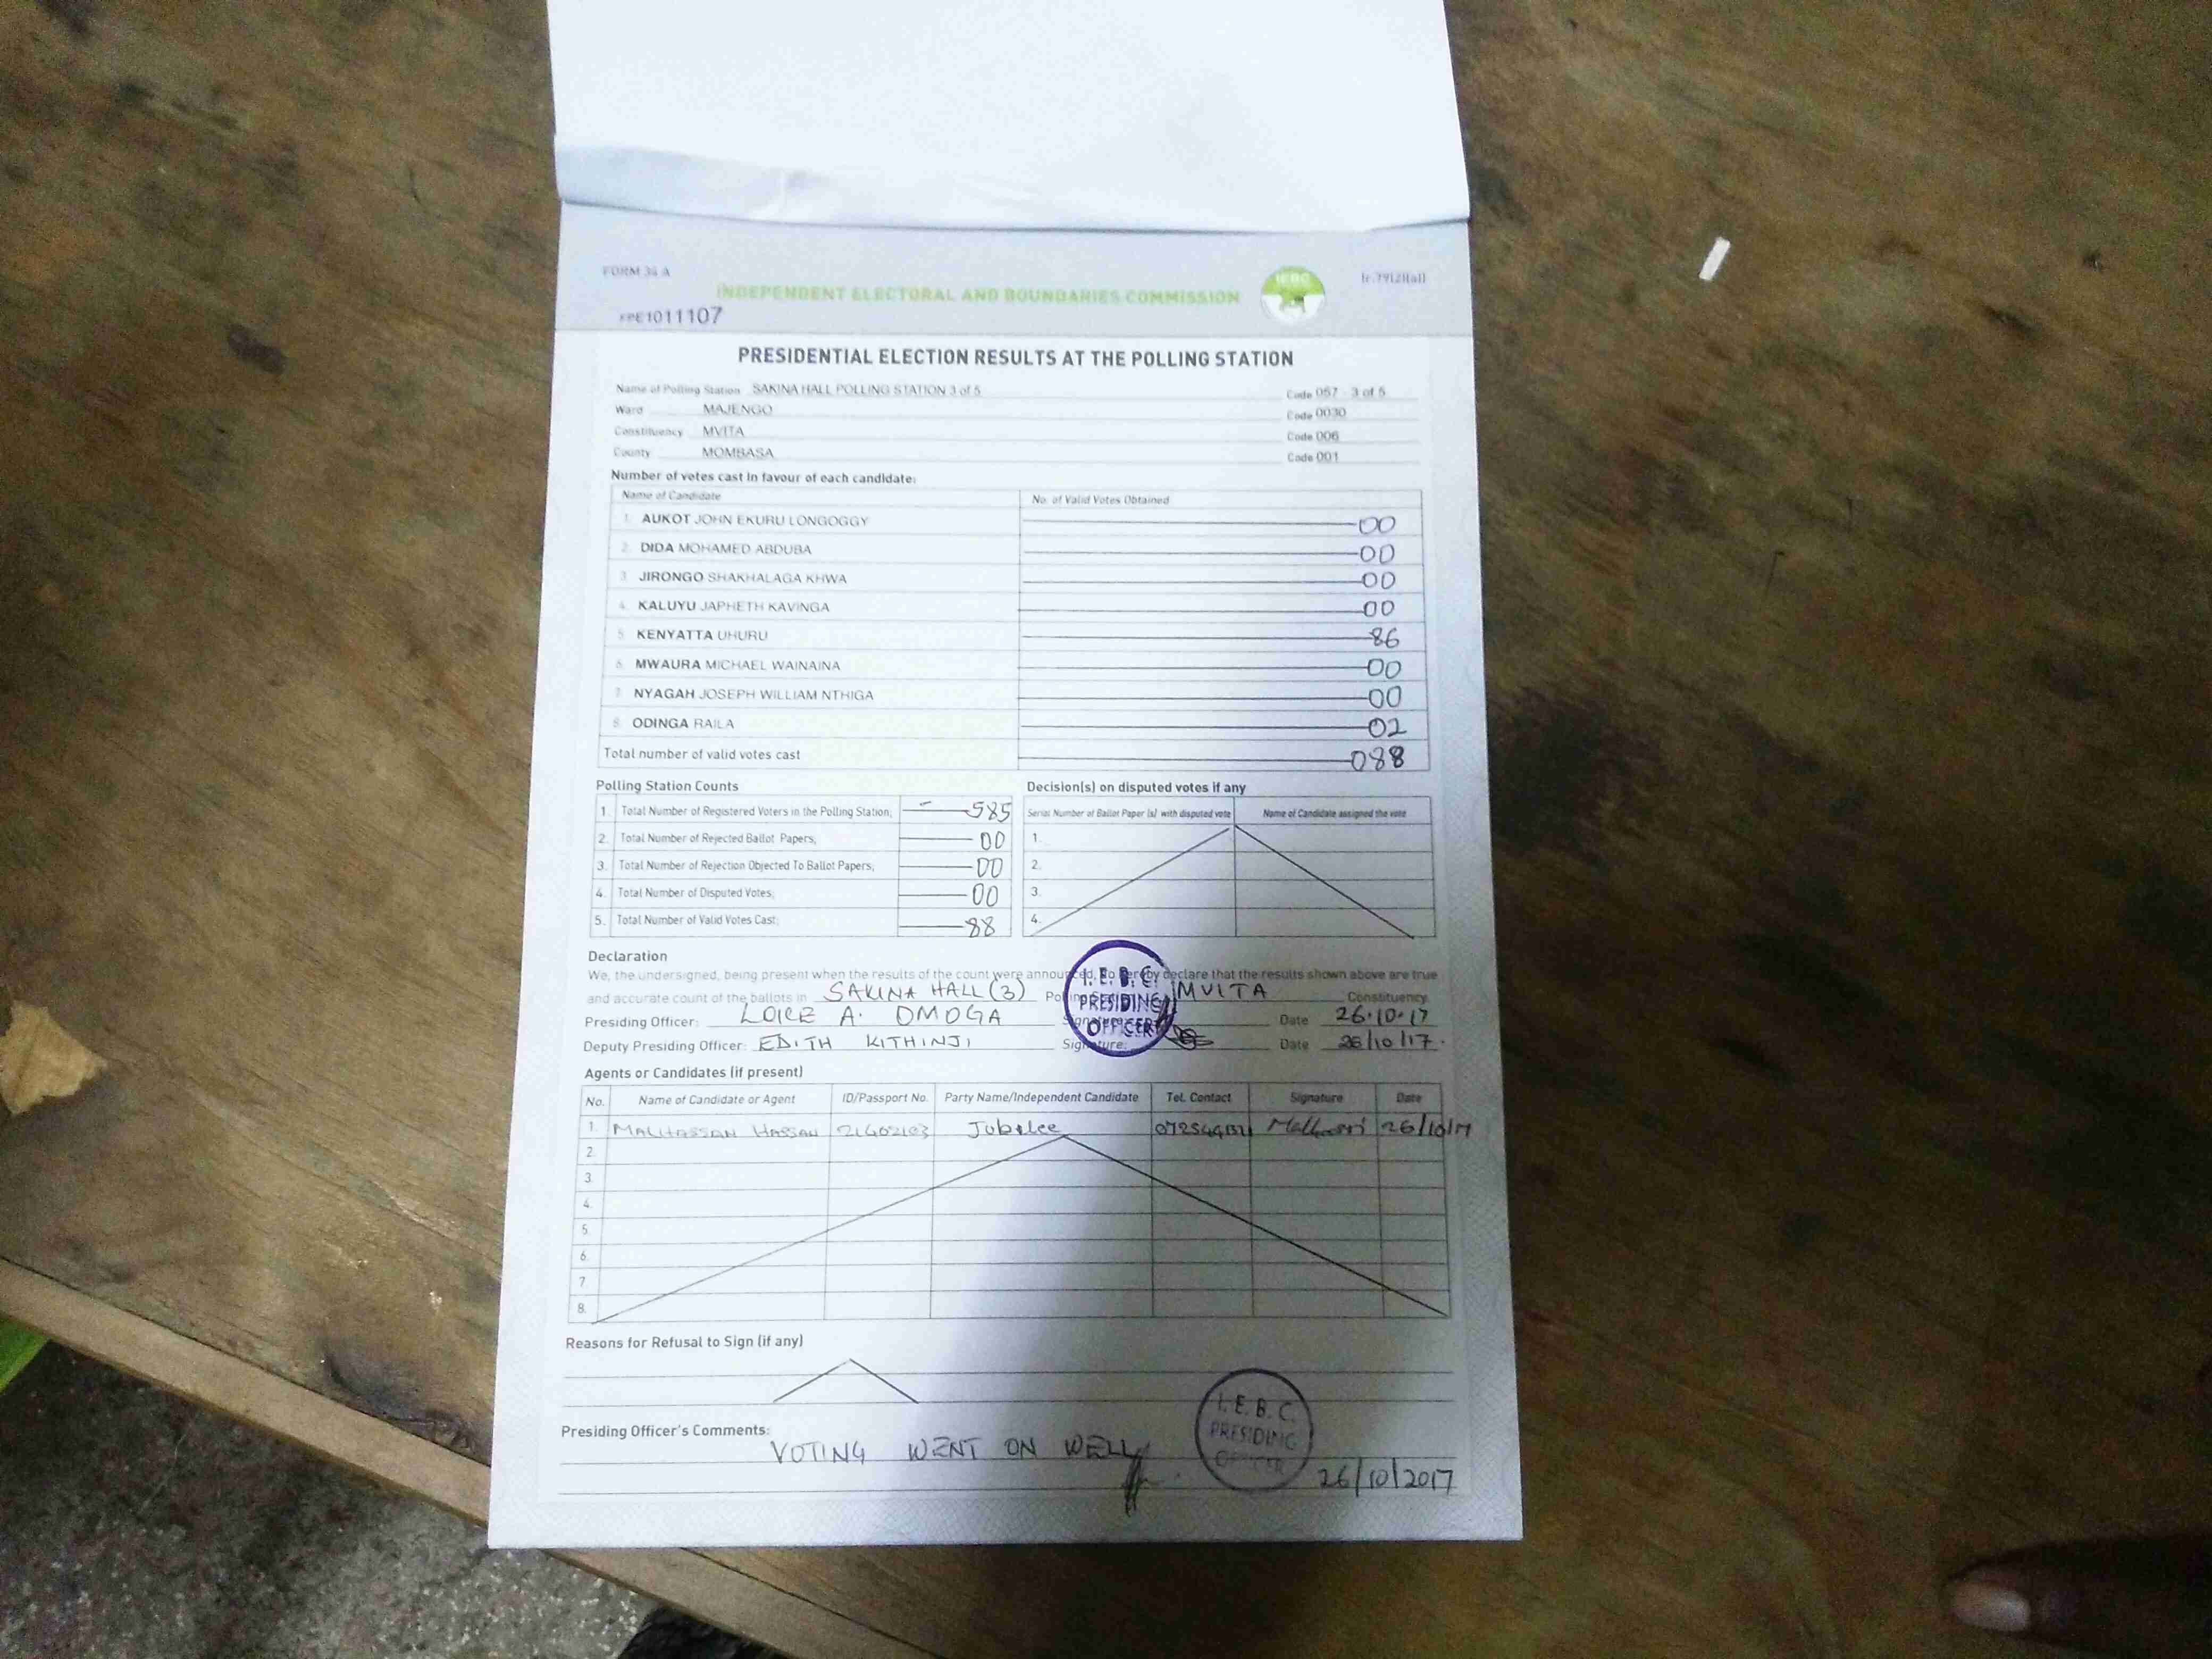 FORM 34 A
INDEPENDENT ELECTORAL AND BOUNDARIES COMMISSION
IEBC
PE1011107
PRESIDENTIAL ELECTION RESULTS AT THE POLLING STATION
Name of Polling Station SAKINA HALL POLLING STATION 3 of 5 Code 057 - 3 of 5
Ward MAJENGO Code 0030
Constituency MVITA Code 006
County MOMBASA Code 001
Number of votes cast in favour of each candidate:
Name of Candidate No. of Valid Votes Obtained
1. AUKOT JOHN EKURU LONGOGGY 00
2. DIDA MOHAMED ABDUBA 00
3. JIRONGO SHAKHALAGA KHWA 00
4. KALUYU JAPHETH KAVINGA 00
5. KENYATTA UHURU 86
6. MWAURA MICHAEL WAINAINA 00
7. NYAGAH JOSEPH WILLIAM NTHIGA 00
8. ODINGA RAILA 02
Total number of valid votes cast 088
Polling Station Counts
1. Total Number of Registered Voters in the Polling Station; 585
2. Total Number of Rejected Ballot Papers; 00
3. Total Number of Rejection Objected To Ballot Papers; 00
4. Total Number of Disputed Votes; 00
5. Total Number of Valid Votes Cast; 88
Decision(s) on disputed votes if any
Serial Number of Ballot Paper (s) with disputed vote Name of Candidate assigned the vote
1.
2.
3.
4.
Declaration
We, the undersigned, being present when the results of the count were announced, do hereby declare that the results shown above are true
and accurate count of the ballots in SAKINA HALL (3) Polling MVITA Constituency.
Presiding Officer: LOICE A. OMOGA Signature: Date 26.10.17
Deputy Presiding Officer: EDITH KITHINJI Signature: Date 26/10/17.
I.E.B.C.
PRESIDING
OFFICER
Agents or Candidates (if present)
No. Name of Candidate or Agent ID/Passport No. Party Name/Independent Candidate Tel. Contact Signature Date
1. HASSAN Jubilee 26/10/17
2.
3.
4.
5.
6.
7.
8.
Reasons for Refusal to Sign (if any)
Presiding Officer's Comments:
VOTING WENT ON WELL
I.E.B.C.
PRESIDING
OFFICER
26/10/2017